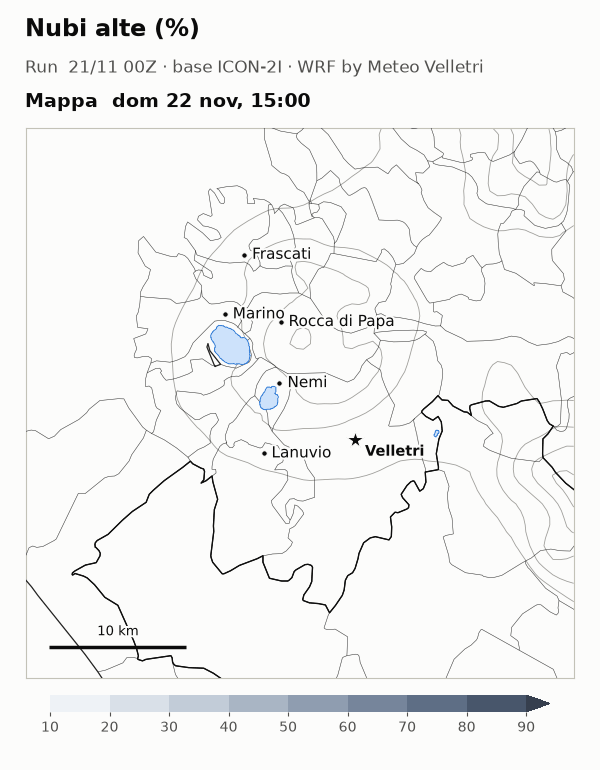 Nubi alte (%)
Run  21/11 00Z · base ICON-2I · WRF by Meteo Velletri
Mappa  dom 22 nov, 15:00
Frascati
Marino
Rocca di Papa
Nemi
Velletri
Lanuvio
10 km
10 20 30 40 50 60 70 80 90